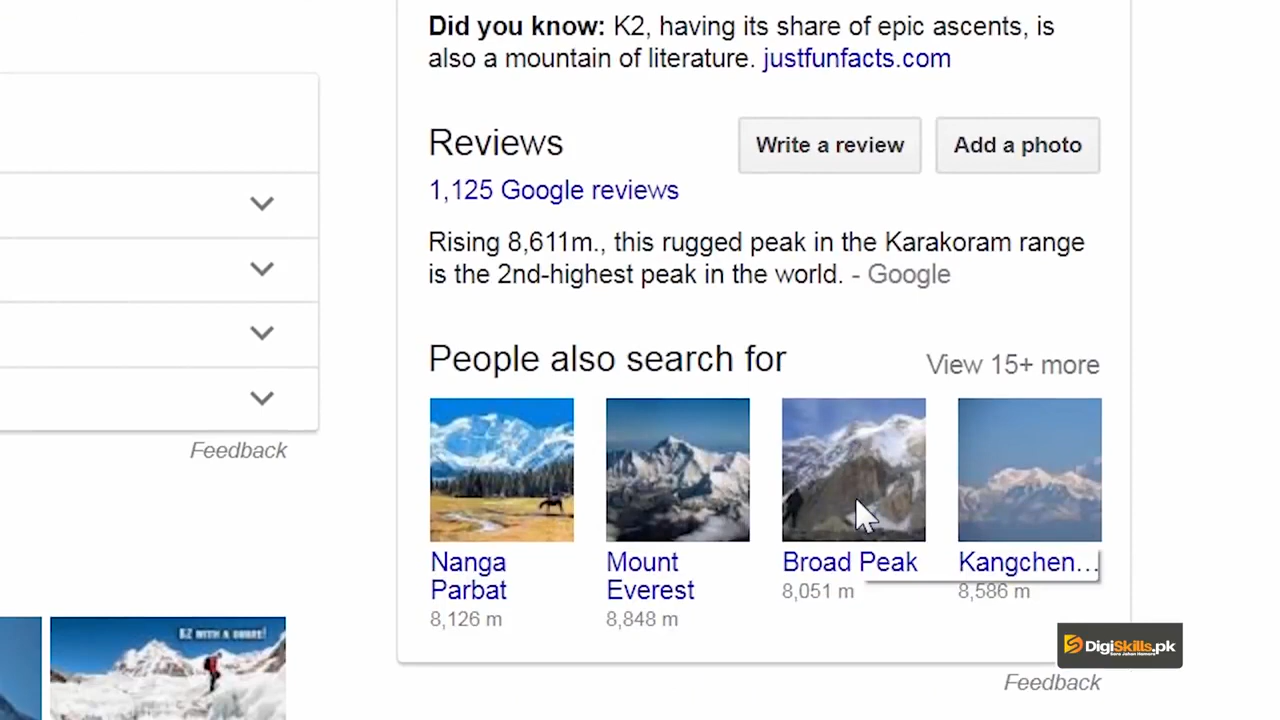 Did you know: K2, having its share of epic ascents, is
also a mountain of literature. justfunfacts.com
Reviews
Write a review
Add a photo
1,125 Google reviews
Rising 8,611m., this rugged peak in the Karakoram range
is the 2nd-highest peak in the world. - Google
People also search for
View 15+ more
Nanga
Parbat
8,126 m
Mount
Everest
8,848 m
Broad Peak
8,051 m
Kangchen...
8,586 m
Feedback
K2 WITH A
DigiSkills.pk
Feedback